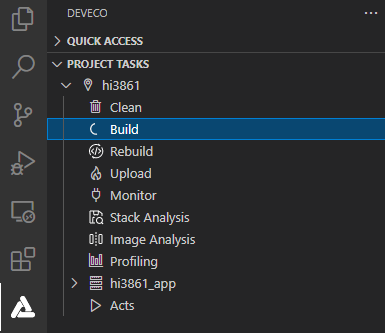 DEVECO
QUICK ACCESS
PROJECT TASKS
hi3861
Clean
Build
Rebuild
Upload
Monitor
Stack Analysis
Image Analysis
Profiling
hi3861_app
Acts